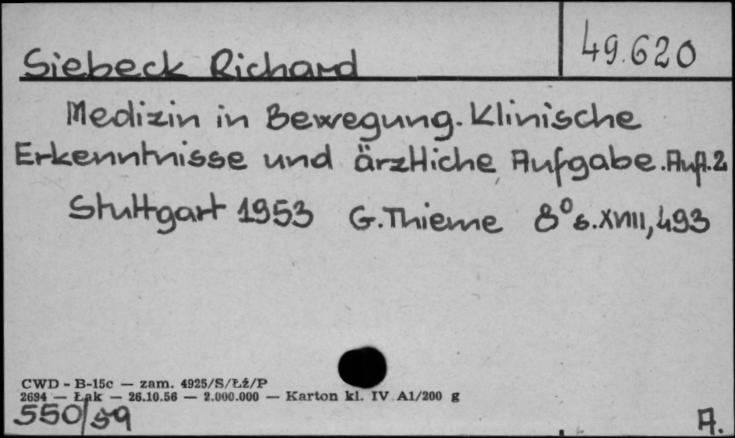 49.620
Siebeck Richard
Medizin in Bewegung. Klinische
Erkenntnisse und ärztliche Aufgabe. Aufl. 2
Stuttgart 1953 G. Thieme 8° s. XVIII, 493
CWD - B-15c — zam. 4925/S/Łż/P
2694 — Łąk — 26.10.56 — 2.000.000 — Karton kl. IV A1/200 g
550/59
A.